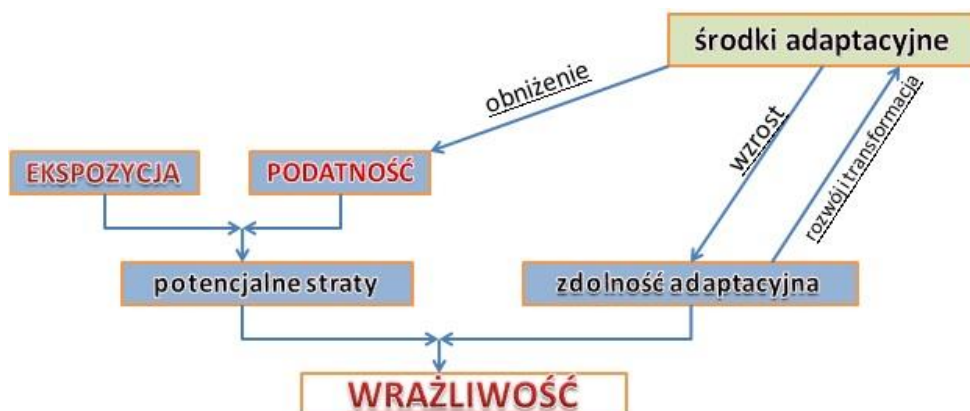 środki adaptacyjne
obniżenie
wzrost
rozwój i transformacja
EKSPOZYCJA
PODATNOŚĆ
potencjalne straty
zdolność adaptacyjna
WRAŻLIWOŚĆ